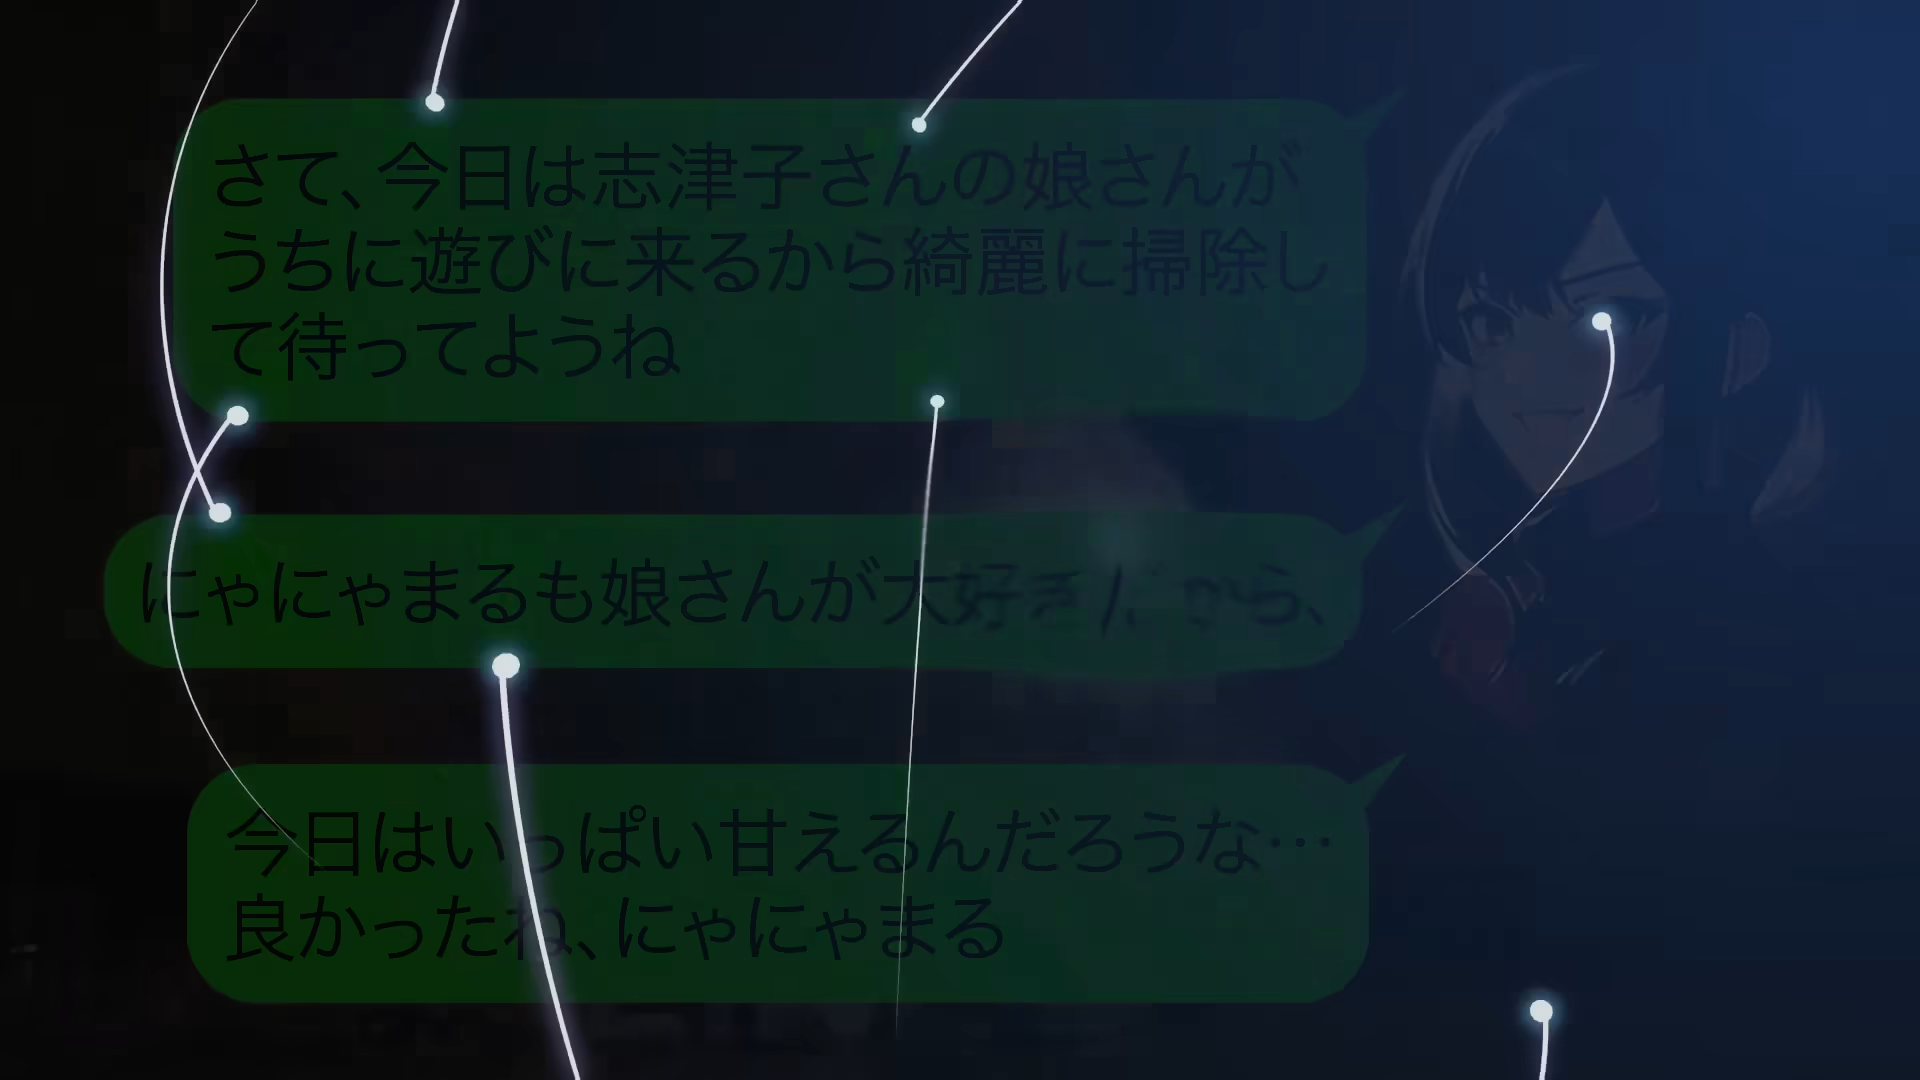 さて、今日は志津子さんの娘さんが
うちに遊びに来るから綺麗に掃除し
て待ってようね
にゃにゃまるも娘さんが大好きだから、
今日はいっぱい甘えるんだろうな…
良かったね、にゃにゃまる